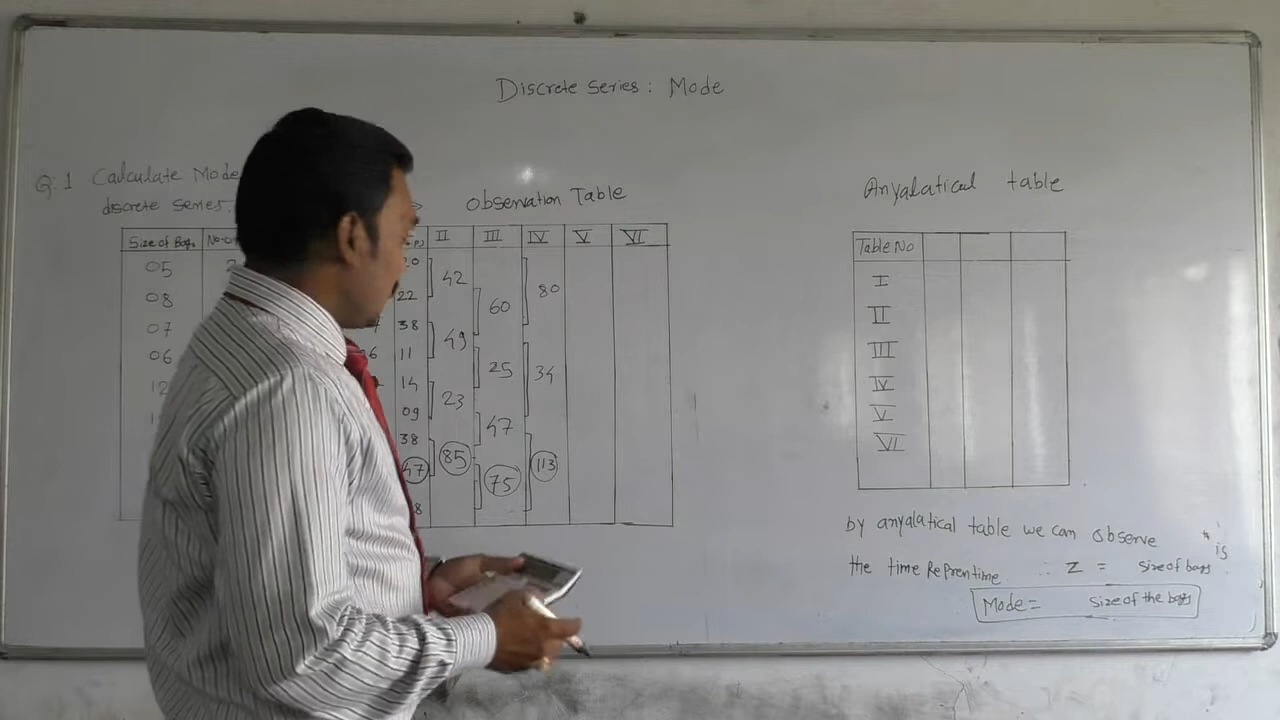 Discrete series: Mode
Q.1 Calculate Mode
discrete series.
Observation Table
Anyalatical table
Size of Bags No. II III IV V VI
05 20
08 22
07 38
06 11
12 14
09
38
47
42
49
23
85
60
25
47
75
80
34
113
Table No
I
II
III
IV
V
VI
by anyalatical table we can observe
is
the time Reprentime. ∴ Z = Size of bags
Mode = Size of the bags